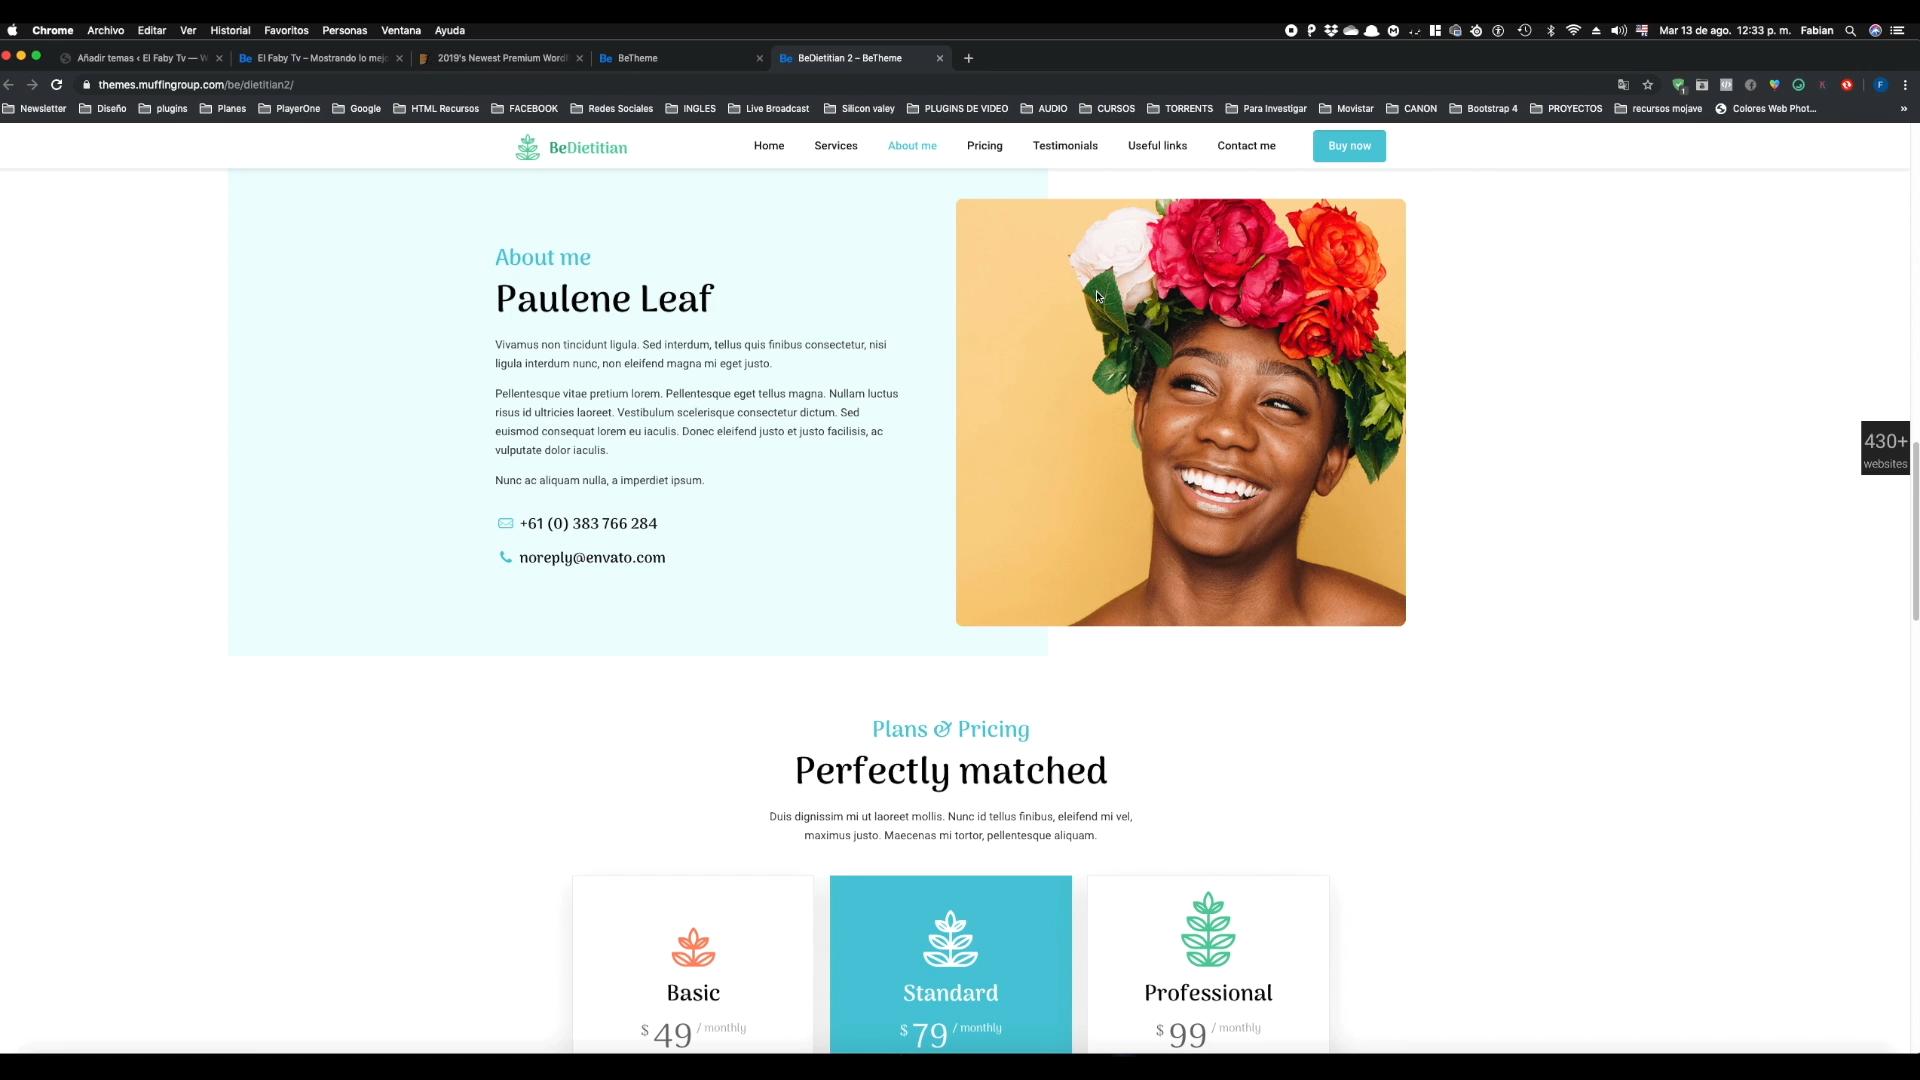 Chrome Archivo Editar Ver Historial Favoritos Personas Ventana Ayuda
Mar 13 de ago. 12:33 p. m. Fabian
Añadir temas ‹ El Faby Tv — W
El Faby Tv – Mostrando lo mejo
2019's Newest Premium WordP
Be BeTheme
Be BeDietitian 2 – BeTheme
themes.muffingroup.com/be/dietitian2/
Newsletter Diseño plugins Planes PlayerOne Google HTML Recursos FACEBOOK Redes Sociales INGLES Live Broadcast Silicon valey PLUGINS DE VIDEO AUDIO CURSOS TORRENTS Para Investigar Movistar CANON Bootstrap 4 PROYECTOS recursos mojave Colores Web Phot... »
BeDietitian
Home Services About me Pricing Testimonials Useful links Contact me Buy now
About me
Paulene Leaf
Vivamus non tincidunt ligula. Sed interdum, tellus quis finibus consectetur, nisi
ligula interdum nunc, non eleifend magna mi eget justo.
Pellentesque vitae pretium lorem. Pellentesque eget tellus magna. Nullam luctus
risus id ultricies laoreet. Vestibulum scelerisque consectetur dictum. Sed
euismod consequat lorem eu iaculis. Donec eleifend justo et justo facilisis, ac
vulputate dolor iaculis.
Nunc ac aliquam nulla, a imperdiet ipsum.
+61 (0) 383 766 284
noreply@envato.com
430+
websites
Plans & Pricing
Perfectly matched
Duis dignissim mi ut laoreet mollis. Nunc id tellus finibus, eleifend mi vel,
maximus justo. Maecenas mi tortor, pellentesque aliquam.
Basic
$ 49 / monthly
Standard
$ 79 / monthly
Professional
$ 99 / monthly